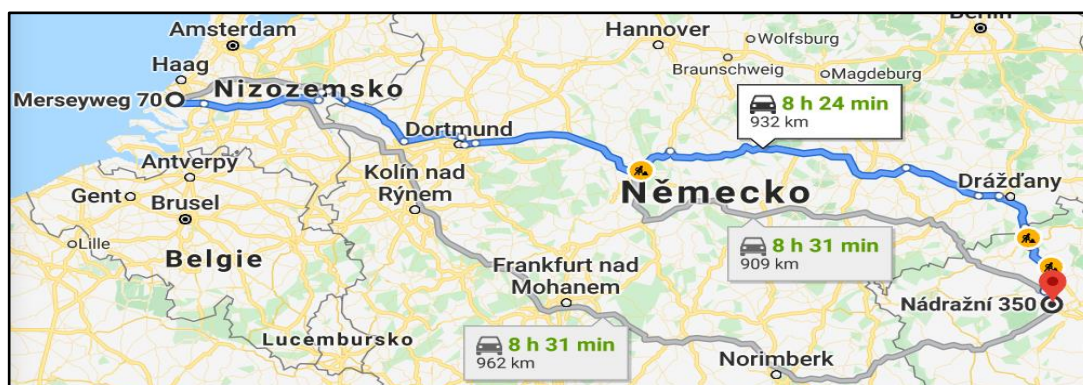 Amsterdam
Hannover
Wolfsburg
Berlin
Haag
Braunschweig
Magdeburg
Nizozemsko
Merseyweg 70
8 h 24 min
932 km
Dortmund
Antverpy
Kolín nad
Rýnem
Německo
Drážďany
Gent
Brusel
Lille
8 h 31 min
909 km
Belgie
Frankfurt nad
Mohanem
Nádražní 350
Lucembursko
8 h 31 min
962 km
Norimberk